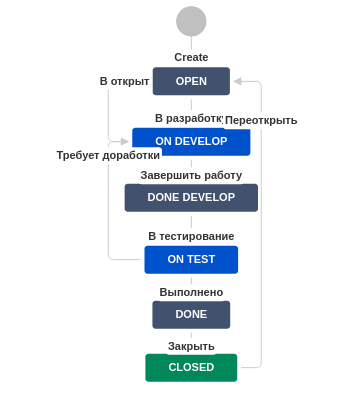 Create
В открыт
OPEN
В разработк
Переоткрыть
ON DEVELOP
Требует доработки
Завершить работу
DONE DEVELOP
В тестирование
ON TEST
Выполнено
DONE
Закрыть
CLOSED